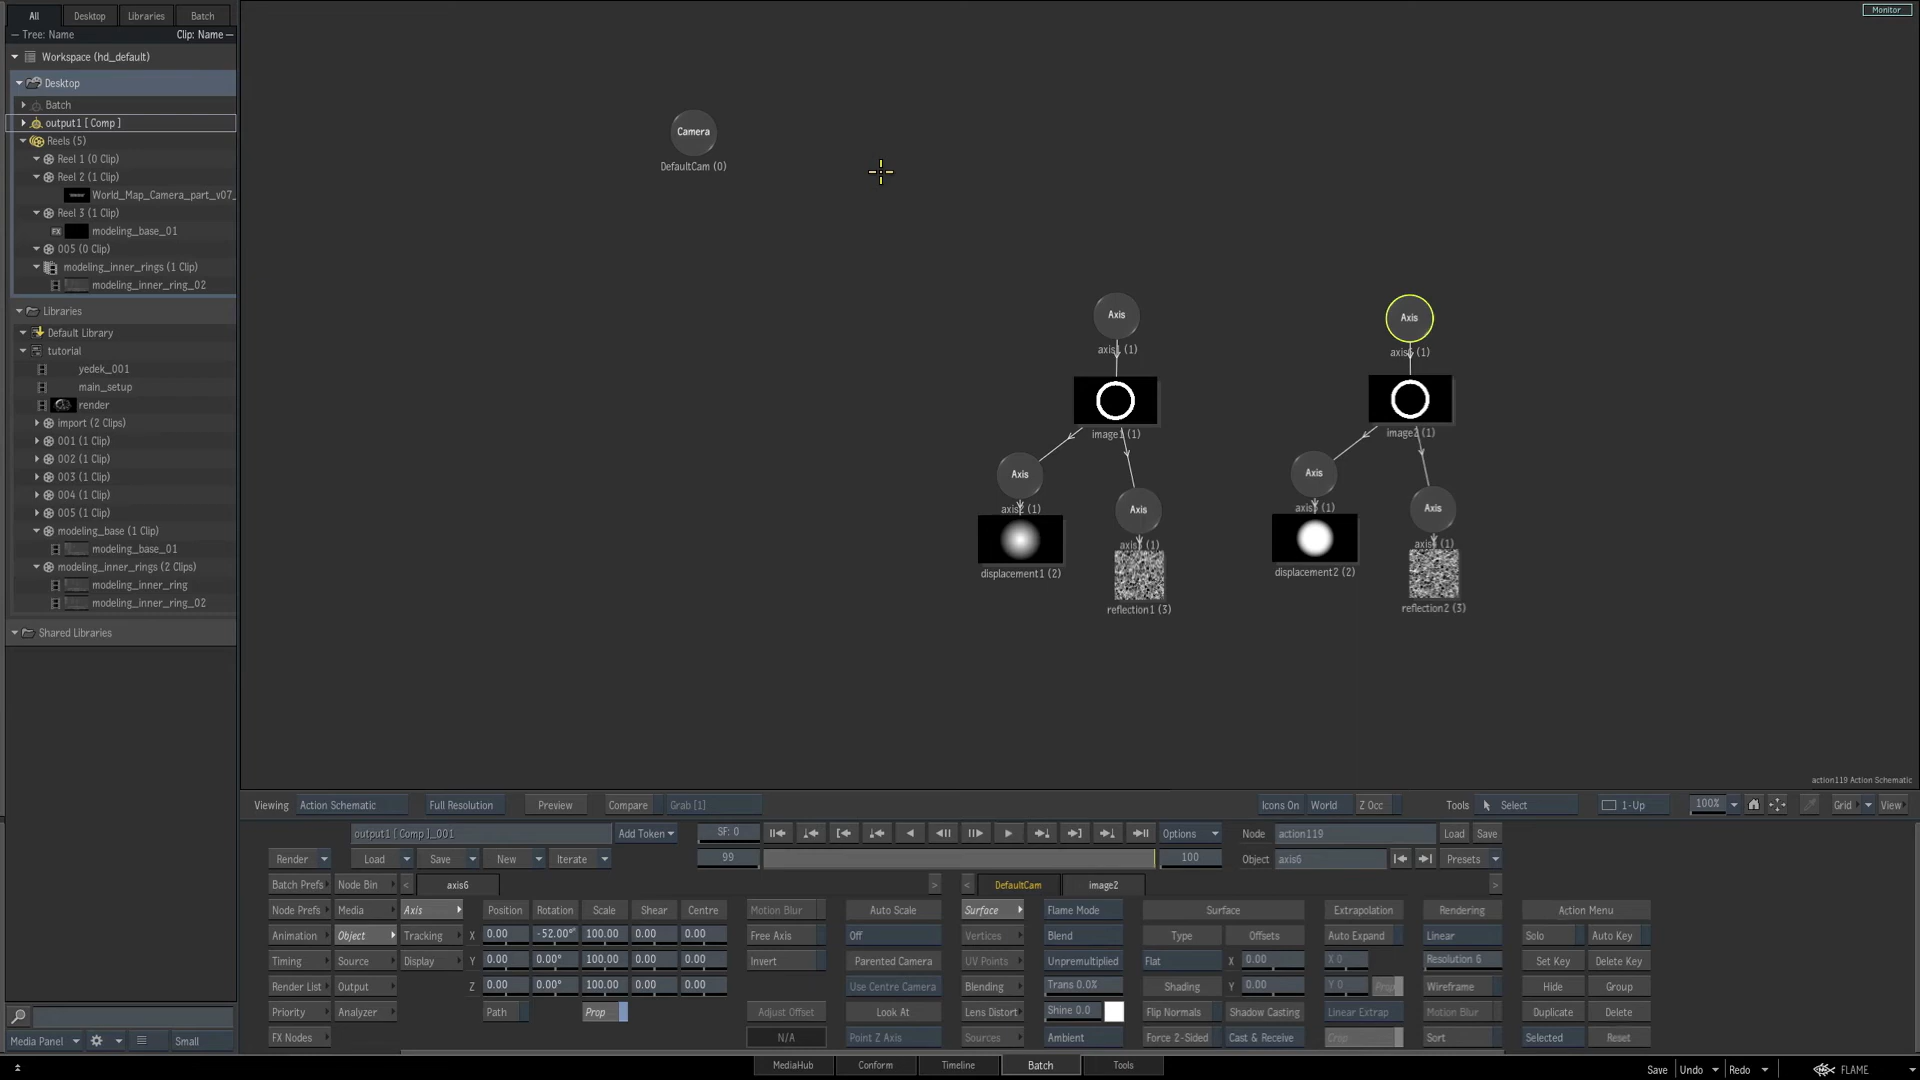 All Desktop Libraries Batch
Tree: Name Clip: Name
Workspace (hd_default)
Desktop
Batch
output1 [ Comp ]
Reels (5)
Reel 1 (0 Clip)
Reel 2 (1 Clip)
World_Map_Camera_part_v07_
Reel 3 (1 Clip)
FX modeling_base_01
005 (0 Clip)
modeling_inner_rings (1 Clip)
modeling_inner_ring_02
Libraries
Default Library
tutorial
yedek_001
main_setup
render
import (2 Clips)
001 (1 Clip)
002 (1 Clip)
003 (1 Clip)
004 (1 Clip)
005 (1 Clip)
modeling_base (1 Clip)
modeling_base_01
modeling_inner_rings (2 Clips)
modeling_inner_ring
modeling_inner_ring_02
Shared Libraries
Media Panel Small
Monitor
Camera
DefaultCam (0)
Axis
axis1 (1)
image1 (1)
Axis
displacement1 (2)
Axis
reflection1 (3)
Axis
image2 (1)
Axis
displacement2 (2)
Axis
reflection2 (3)
action119 Action Schematic
Viewing Action Schematic Full Resolution Preview Compare Grab [1] Icons On World Z Occ Tools Select 1-Up 100% Grid View
output1 [ Comp ]_001 Add Token SF: 0 Options Node action119 Load Save
Render Load Save New Iterate 99 100 Object axis6 Presets
Batch Prefs Node Bin < axis6 > < DefaultCam image2 >
Node Prefs Media Axis Position Rotation Scale Shear Centre Motion Blur Auto Scale Surface Flame Mode Surface Extrapolation Rendering Action Menu
Animation Object Tracking X 0.00 -52.00° 100.00 0.00 0.00 Free Axis Off Vertices Blend Type Offsets Auto Expand Linear Solo Auto Key
Timing Source Display Y 0.00 0.00° 100.00 0.00 0.00 Invert Parented Camera UV Points Unpremultiplied Flat X 0.00 X 0 Resolution 6 Set Key Delete Key
Render List Output Z 0.00 0.00° 100.00 0.00 0.00 Use Centre Camera Blending Trans 0.0% Shading Y 0.00 Y 0 Prop Wireframe Hide Group
Priority Analyzer Path Prop Adjust Offset Look At Lens Distort Shine 0.0 Flip Normals Shadow Casting Linear Extrap Motion Blur Duplicate Delete
FX Nodes N/A Point Z Axis Sources Ambient Force Z-Sided Cast & Receive Crop Sort Selected Reset
MediaHub Conform Timeline Batch Tools Save Undo Redo FLAME